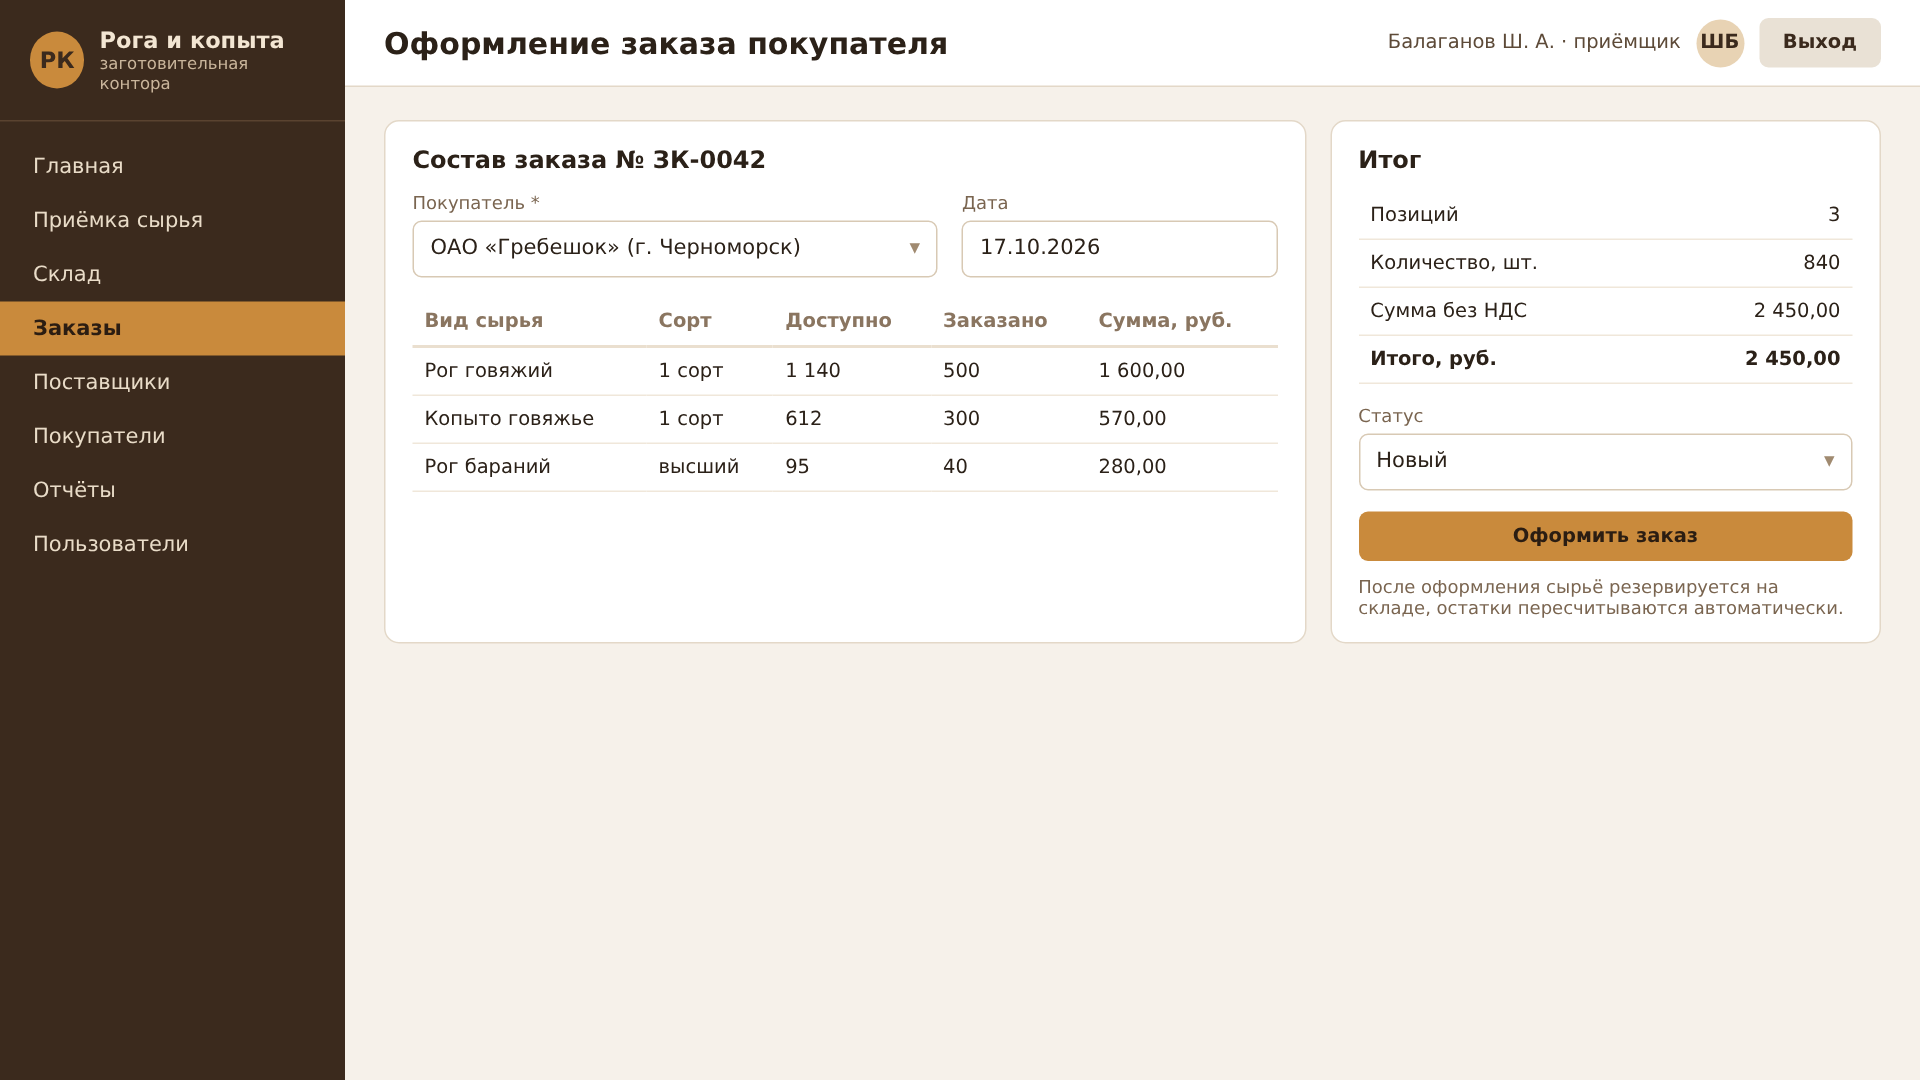 РК
Рога и копыта
заготовительная
контора
Главная
Приёмка сырья
Склад
Заказы
Поставщики
Покупатели
Отчёты
Пользователи
Оформление заказа покупателя
Балаганов Ш. А. · приёмщик
ШБ
Выход
Состав заказа № ЗК-0042
Покупатель *
Дата
ОАО «Гребешок» (г. Черноморск) ▼
17.10.2026
Вид сырья Сорт Доступно Заказано Сумма, руб.
Рог говяжий 1 сорт 1 140 500 1 600,00
Копыто говяжье 1 сорт 612 300 570,00
Рог бараний высший 95 40 280,00
Итог
Позиций 3
Количество, шт. 840
Сумма без НДС 2 450,00
Итого, руб. 2 450,00
Статус
Новый ▼
Оформить заказ
После оформления сырьё резервируется на
складе, остатки пересчитываются автоматически.